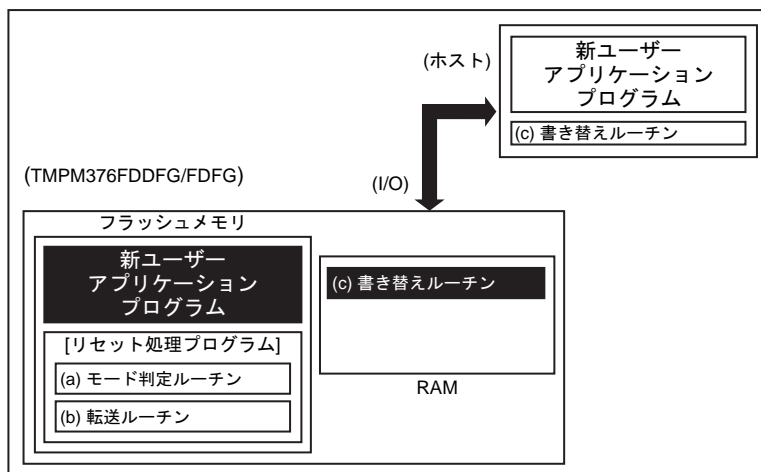 (ホスト)
新ユーザー
アプリケーション
プログラム
(c) 書き替えルーチン
(TMPM376FDDFG/FDFG)
(I/O)
フラッシュメモリ
新ユーザー
アプリケーション
プログラム
[リセット処理プログラム]
(a) モード判定ルーチン
(b) 転送ルーチン
(c) 書き替えルーチン
RAM